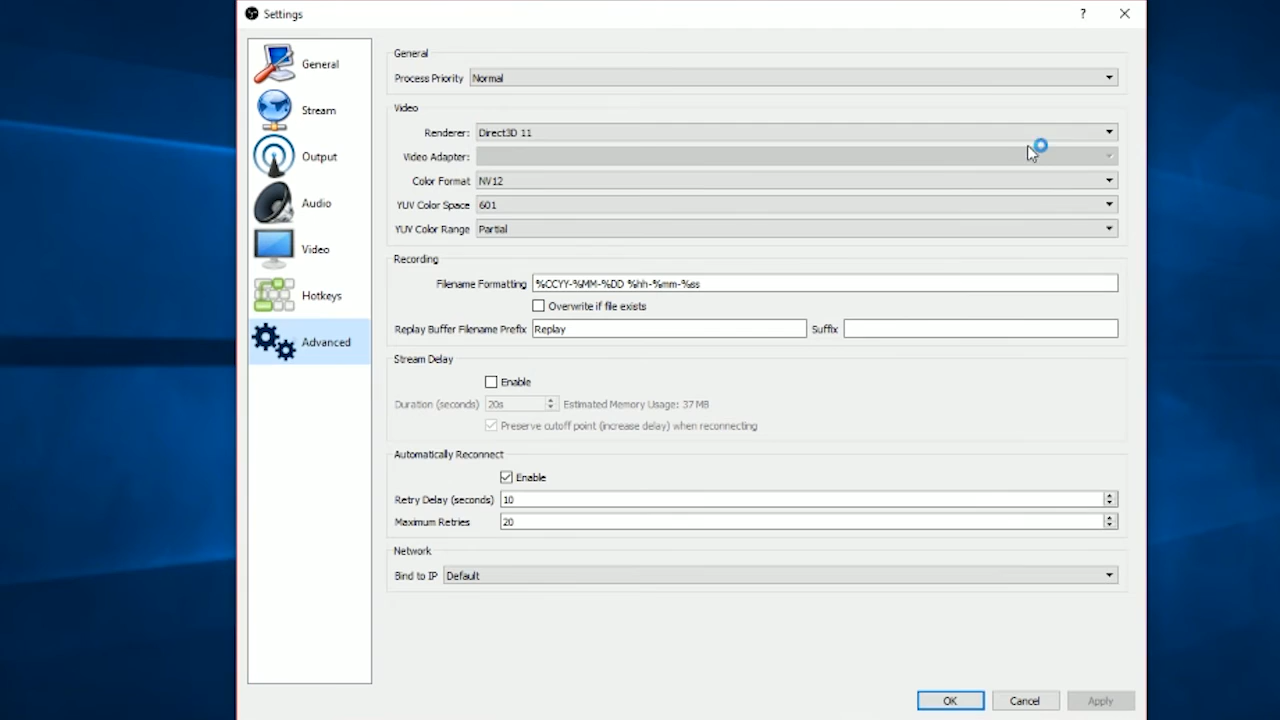 Settings
?
General
Stream
Output
Audio
Video
Hotkeys
Advanced
General
Process Priority Normal
Video
Renderer: Direct3D 11
Video Adapter:
Color Format NV12
YUV Color Space 601
YUV Color Range Partial
Recording
Filename Formatting %CCYY-%MM-%DD %hh-%mm-%ss
Overwrite if file exists
Replay Buffer Filename Prefix Replay Suffix
Stream Delay
Enable
Duration (seconds) 20s Estimated Memory Usage: 37 MB
Preserve cutoff point (increase delay) when reconnecting
Automatically Reconnect
Enable
Retry Delay (seconds) 10
Maximum Retries 20
Network
Bind to IP Default
OK Cancel Apply